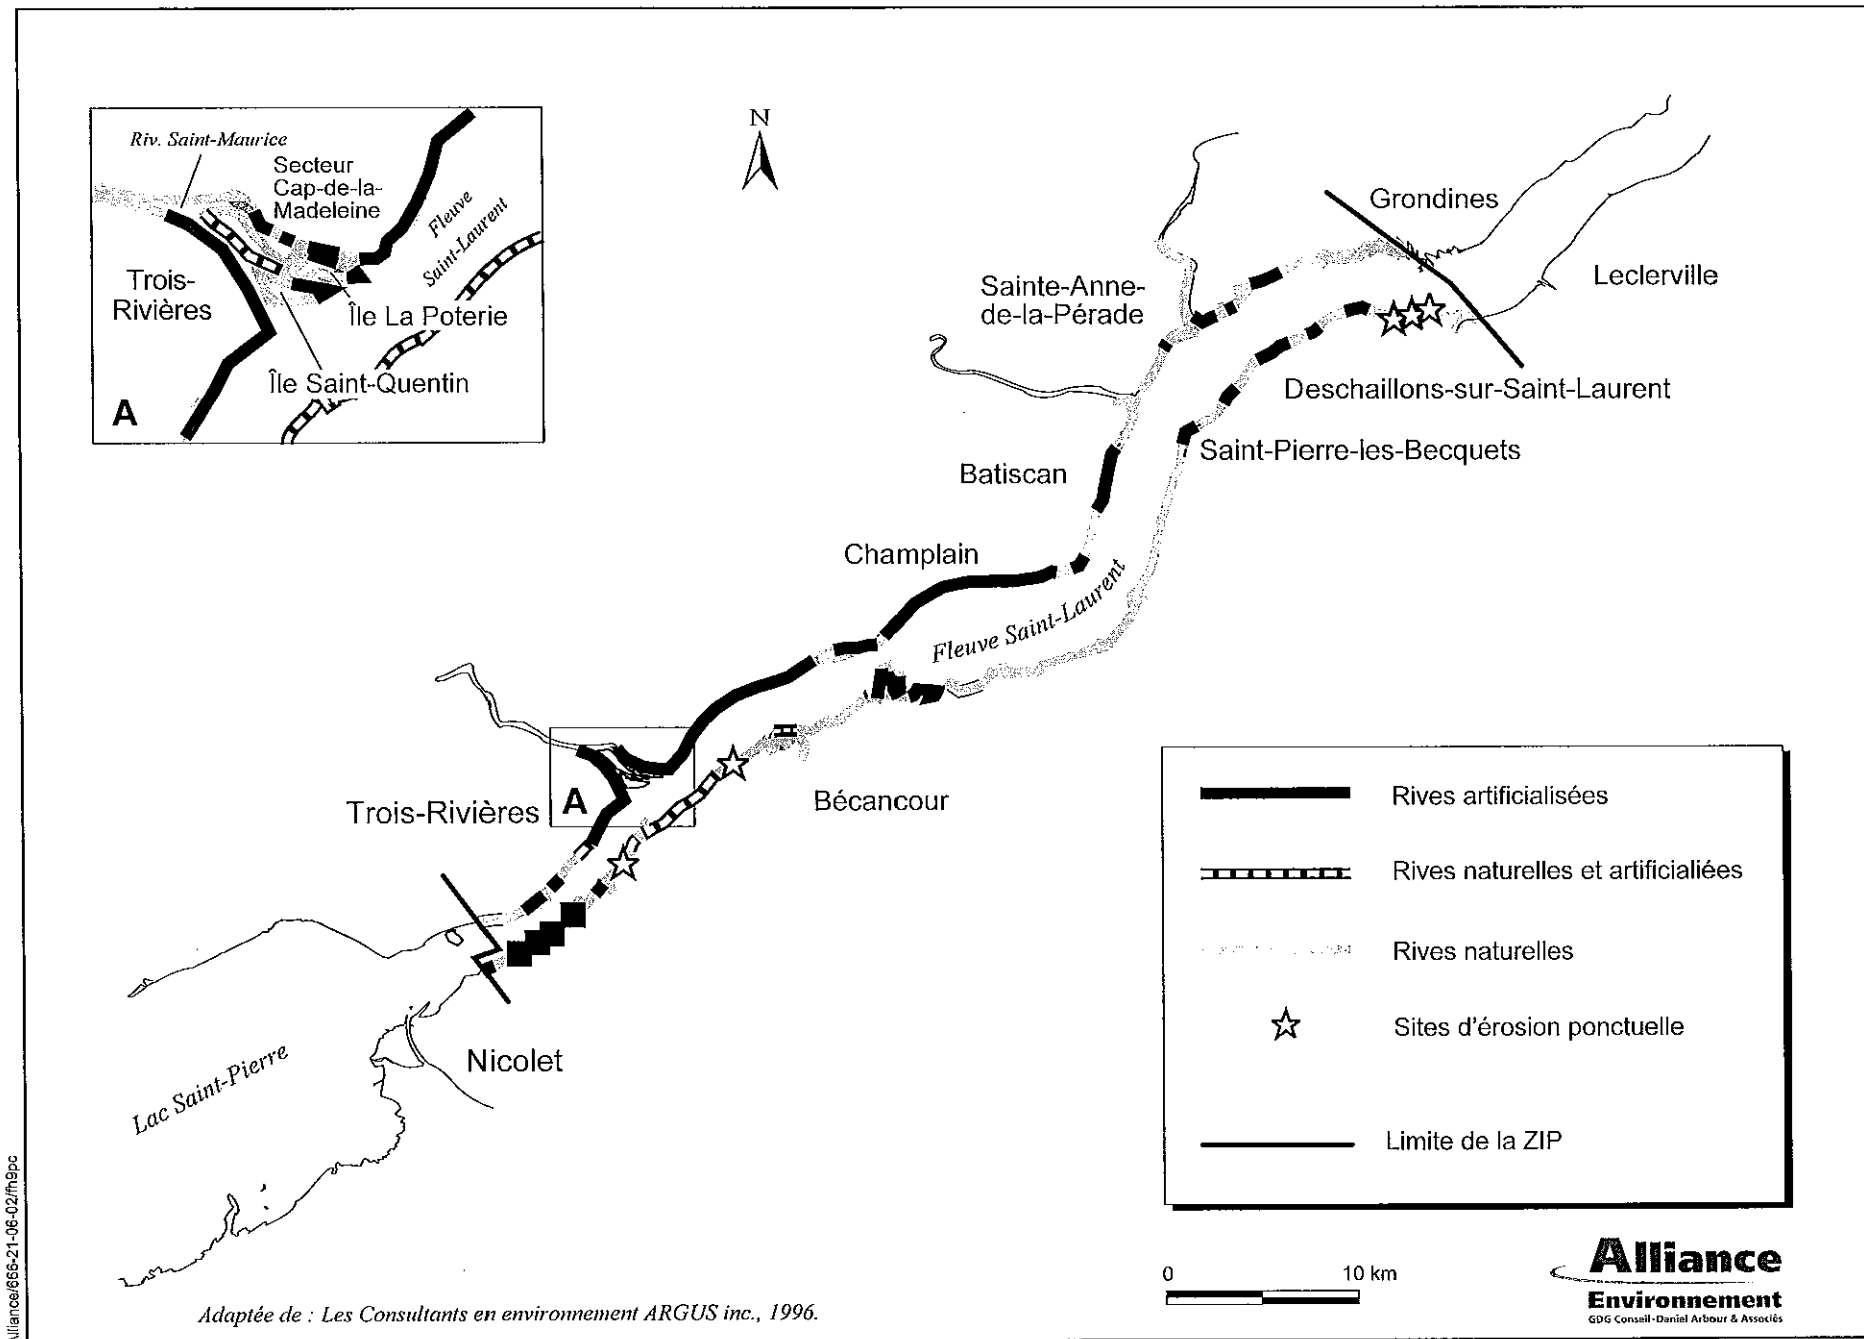 Riv. Saint-Maurice
Secteur
Cap-de-la-
Madeleine
Fleuve
Saint-Laurent
Trois-
Rivières
Île La Poterie
Île Saint-Quentin
A
N
Grondines
Leclerville
Sainte-Anne-
de-la-Pérade
Deschaillons-sur-Saint-Laurent
Saint-Pierre-les-Becquets
Batiscan
Champlain
Fleuve Saint-Laurent
A
Trois-Rivières
Bécancour
Nicolet
Lac Saint-Pierre
Rives artificialisées
Rives naturelles et artificialiées
Rives naturelles
Sites d'érosion ponctuelle
Limite de la ZIP
0 10 km
Alliance
Environnement
GDG Conseil-Daniel Arbour & Associés
Adaptée de : Les Consultants en environnement ARGUS inc., 1996.
Alliance/666-21-06-02/fh9pc